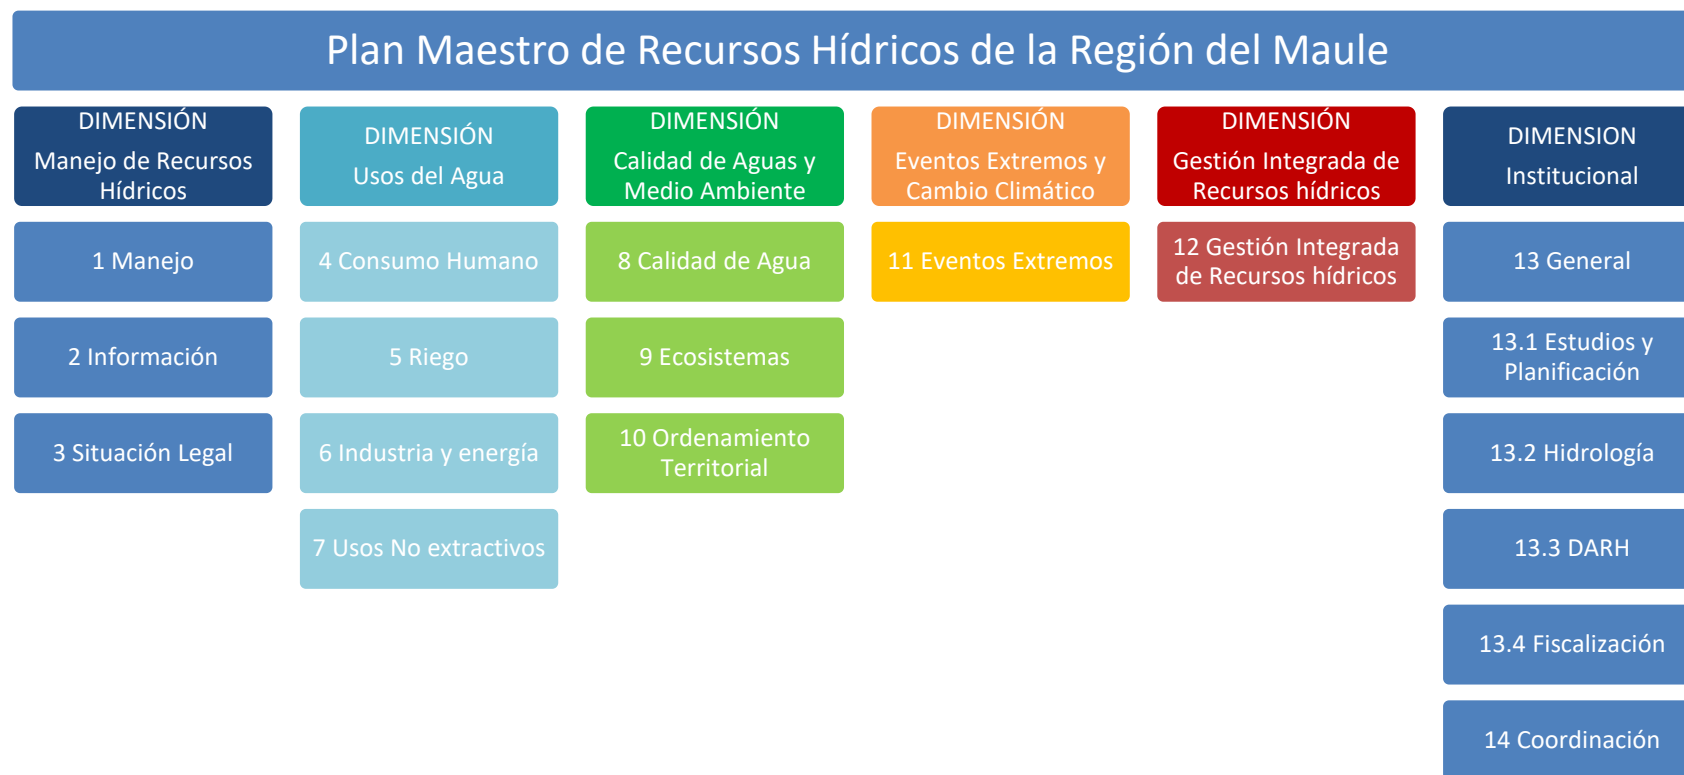 Plan Maestro de Recursos Hídricos de la Región del Maule
DIMENSIÓN
Manejo de Recursos
Hídricos
1 Manejo
2 Información
3 Situación Legal
DIMENSIÓN
Usos del Agua
4 Consumo Humano
5 Riego
6 Industria y energía
7 Usos No extractivos
DIMENSIÓN
Calidad de Aguas y
Medio Ambiente
8 Calidad de Agua
9 Ecosistemas
10 Ordenamiento
Territorial
DIMENSIÓN
Eventos Extremos y
Cambio Climático
11 Eventos Extremos
DIMENSIÓN
Gestión Integrada de
Recursos hídricos
12 Gestión Integrada
de Recursos hídricos
DIMENSION
Institucional
13 General
13.1 Estudios y
Planificación
13.2 Hidrología
13.3 DARH
13.4 Fiscalización
14 Coordinación